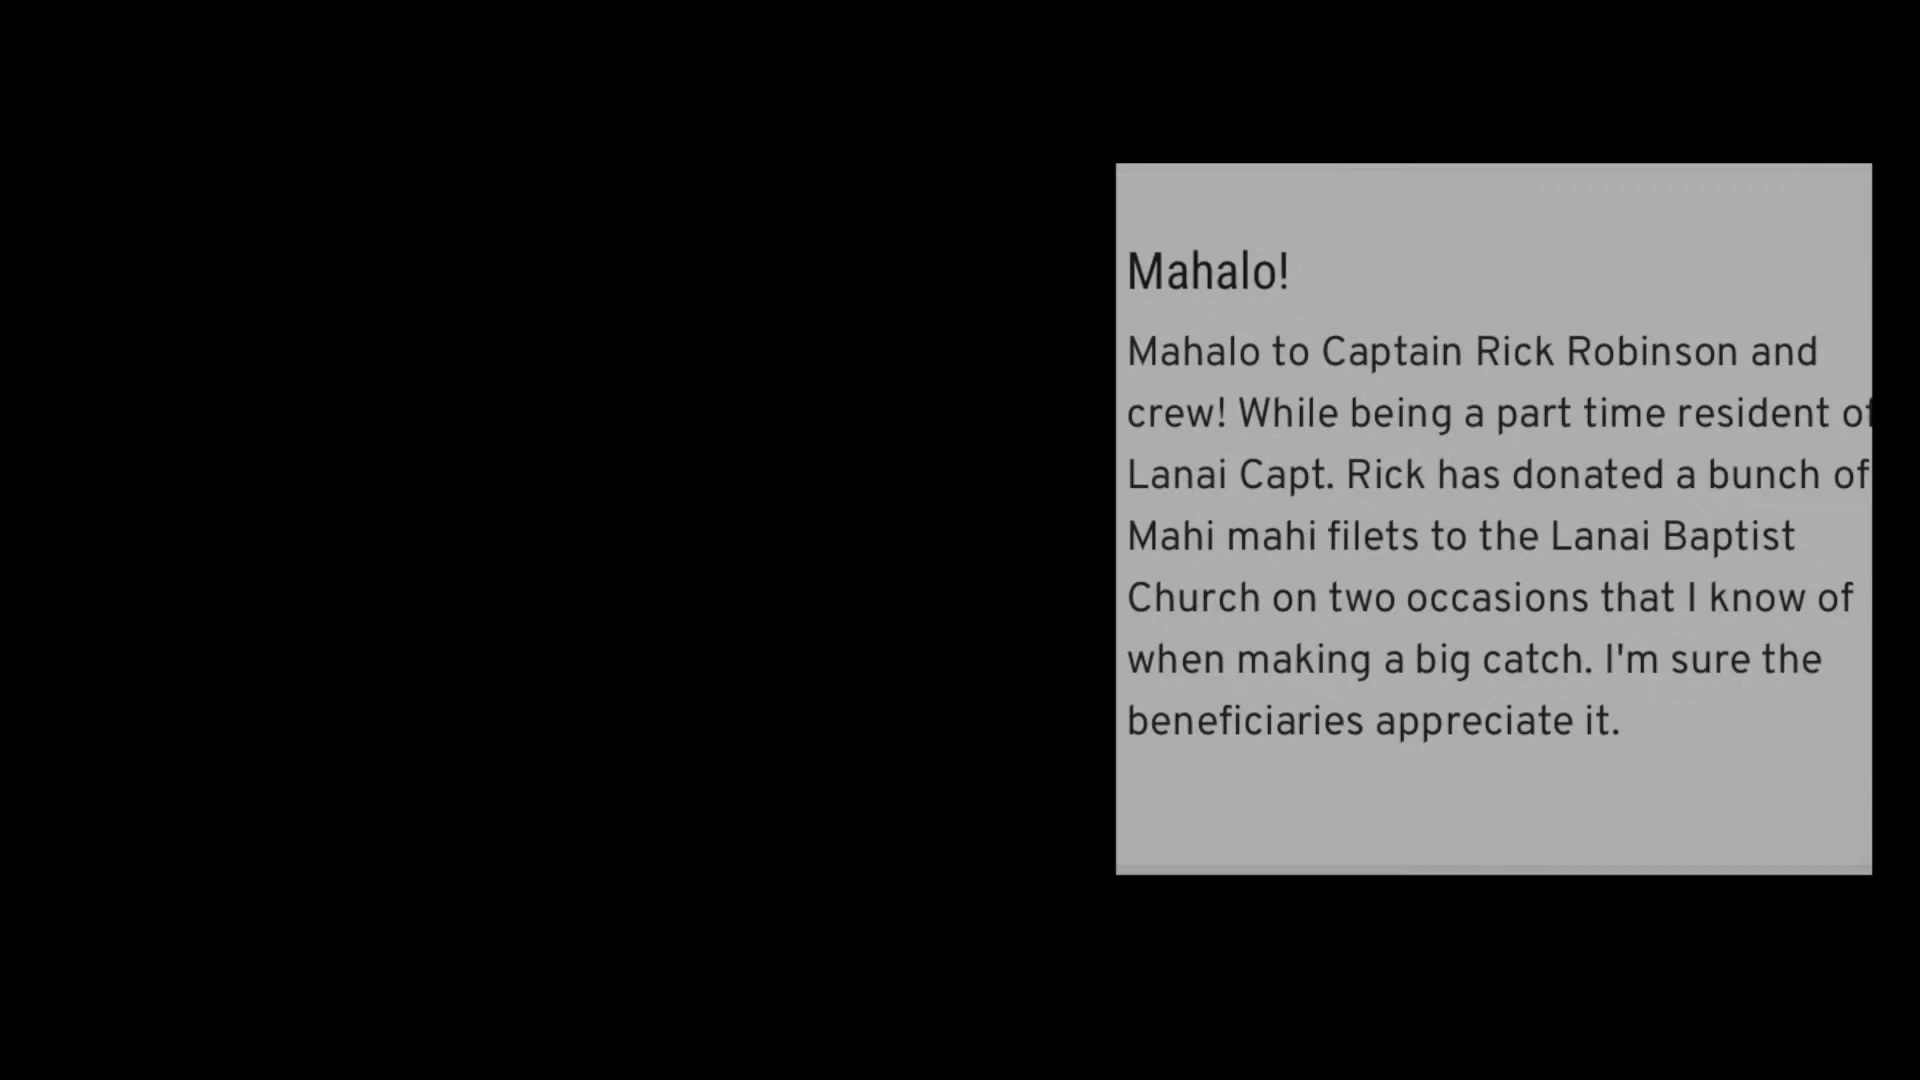 Mahalo!
Mahalo to Captain Rick Robinson and
crew! While being a part time resident of
Lanai Capt. Rick has donated a bunch of
Mahi mahi filets to the Lanai Baptist
Church on two occasions that I know of
when making a big catch. I'm sure the
beneficiaries appreciate it.